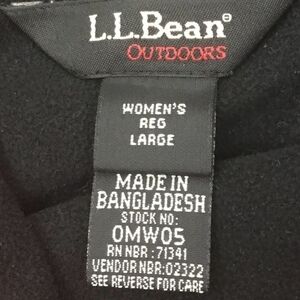 L.L.Bean®
OUTDOORS
WOMEN'S
REG
LARGE
MADE IN
BANGLADESH
STOCK NO:
0MW05
RN NBR :71341
VENDOR NBR:02322
SEE REVERSE FOR CARE